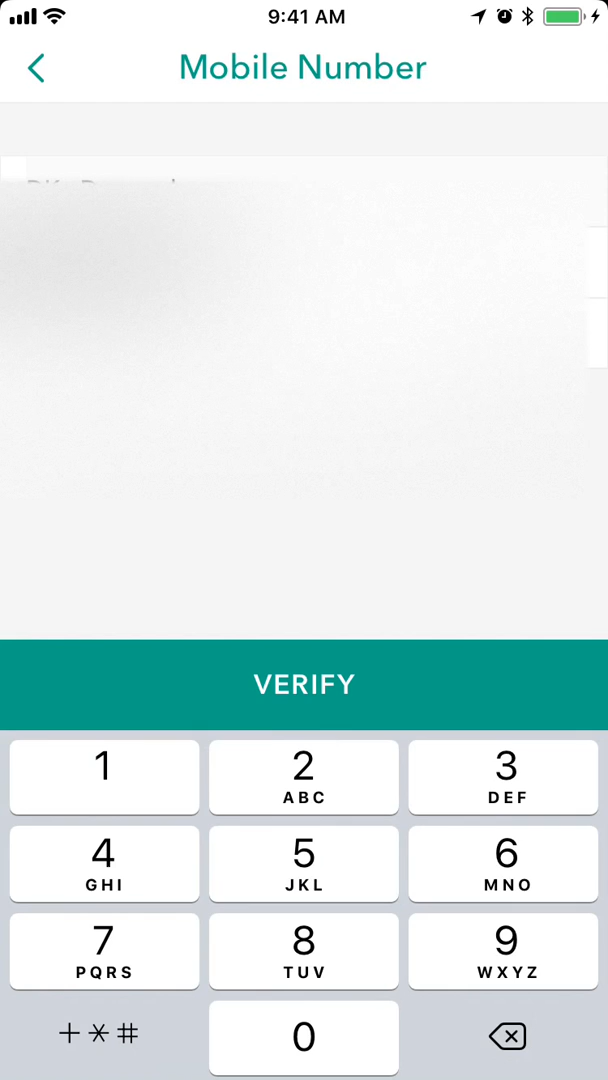 9:41 AM
Mobile Number
VERIFY
1
2
ABC
3
DEF
4
GHI
5
JKL
6
MNO
7
PQRS
8
TUV
9
WXYZ
+*#
0